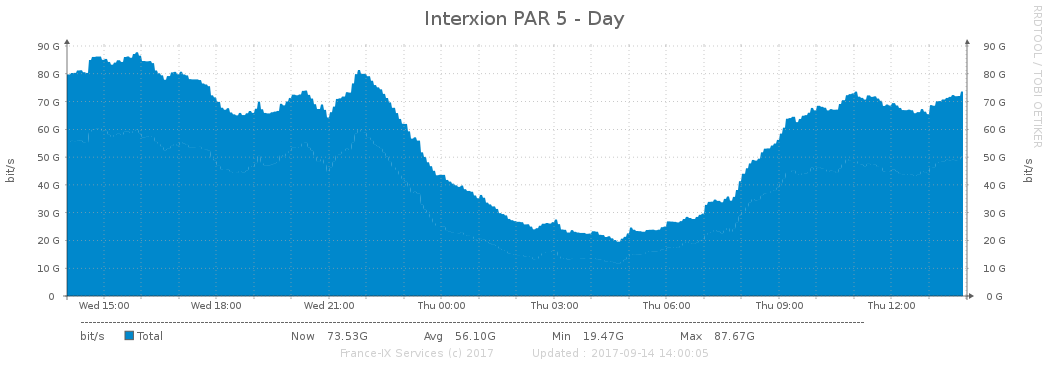 Interxion PAR 5 - Day
RRDTOOL / TOBI OETIKER
90 G 90 G
80 G 80 G
70 G 70 G
60 G 60 G
50 G 50 G
40 G 40 G
30 G 30 G
20 G 20 G
10 G 10 G
0 0 G
bit/s
bit/s
Wed 15:00 Wed 18:00 Wed 21:00 Thu 00:00 Thu 03:00 Thu 06:00 Thu 09:00 Thu 12:00
bit/s Total Now 73.53G Avg 56.10G Min 19.47G Max 87.67G
France-IX Services (c) 2017 Updated : 2017-09-14 14:00:05